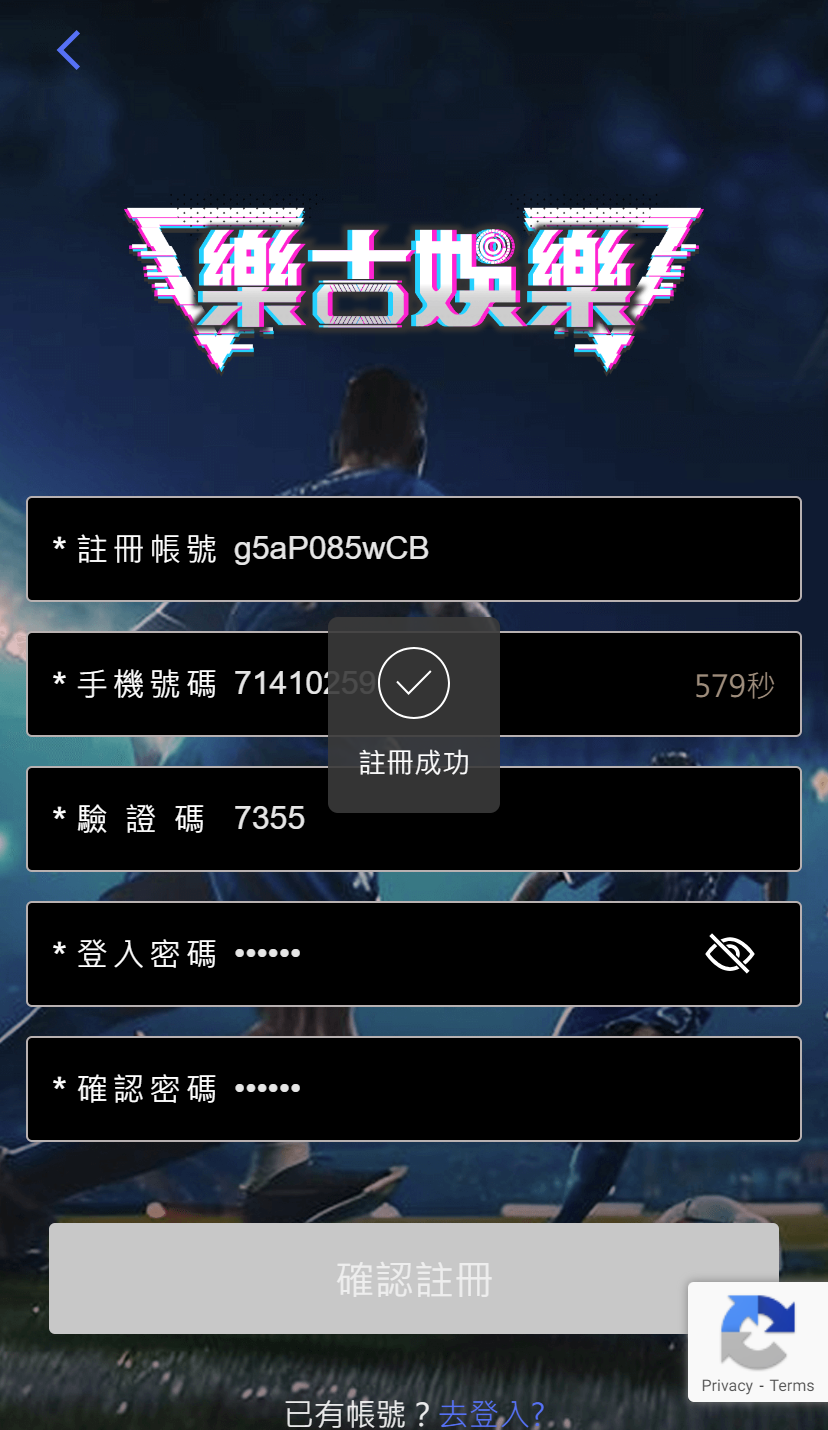 樂吉娛樂
* 註冊帳號 g5aP085wCB
* 手機號碼 71410259 579秒
註冊成功
* 驗證碼 7355
* 登入密碼 ••••••
* 確認密碼 ••••••
確認註冊
Privacy - Terms
已有帳號？去登入?